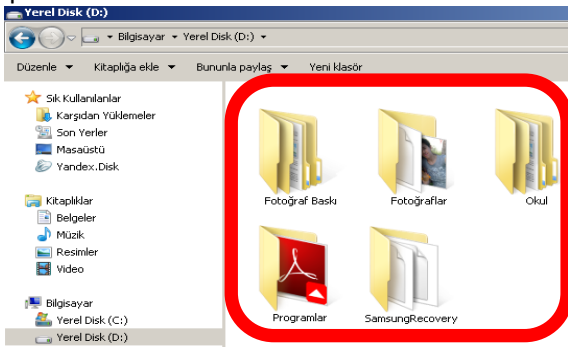 Yerel Disk (D:)
Bilgisayar Yerel Disk (D:)
Düzenle Kitaplığa ekle Bununla paylaş Yeni klasör
Sık Kullanılanlar
Karşıdan Yüklemeler
Son Yerler
Masaüstü
Yandex.Disk
Kitaplıklar
Belgeler
Müzik
Resimler
Video
Bilgisayar
Yerel Disk (C:)
Yerel Disk (D:)
Fotoğraf Baskı Fotoğraflar Okul
Programlar SamsungRecovery